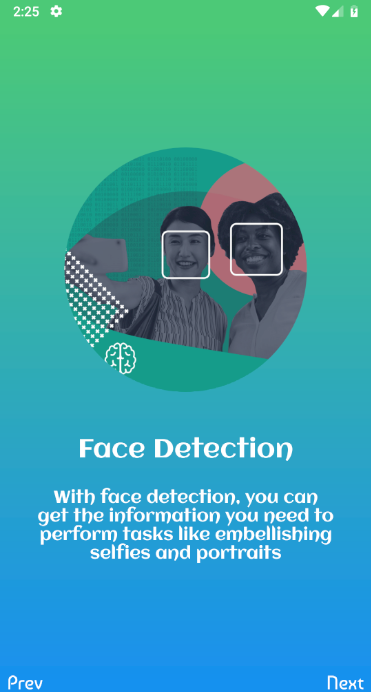 2:25
Face Detection
With face detection, you can
get the information you need to
perform tasks like embellishing
selfies and portraits
Prev
Next